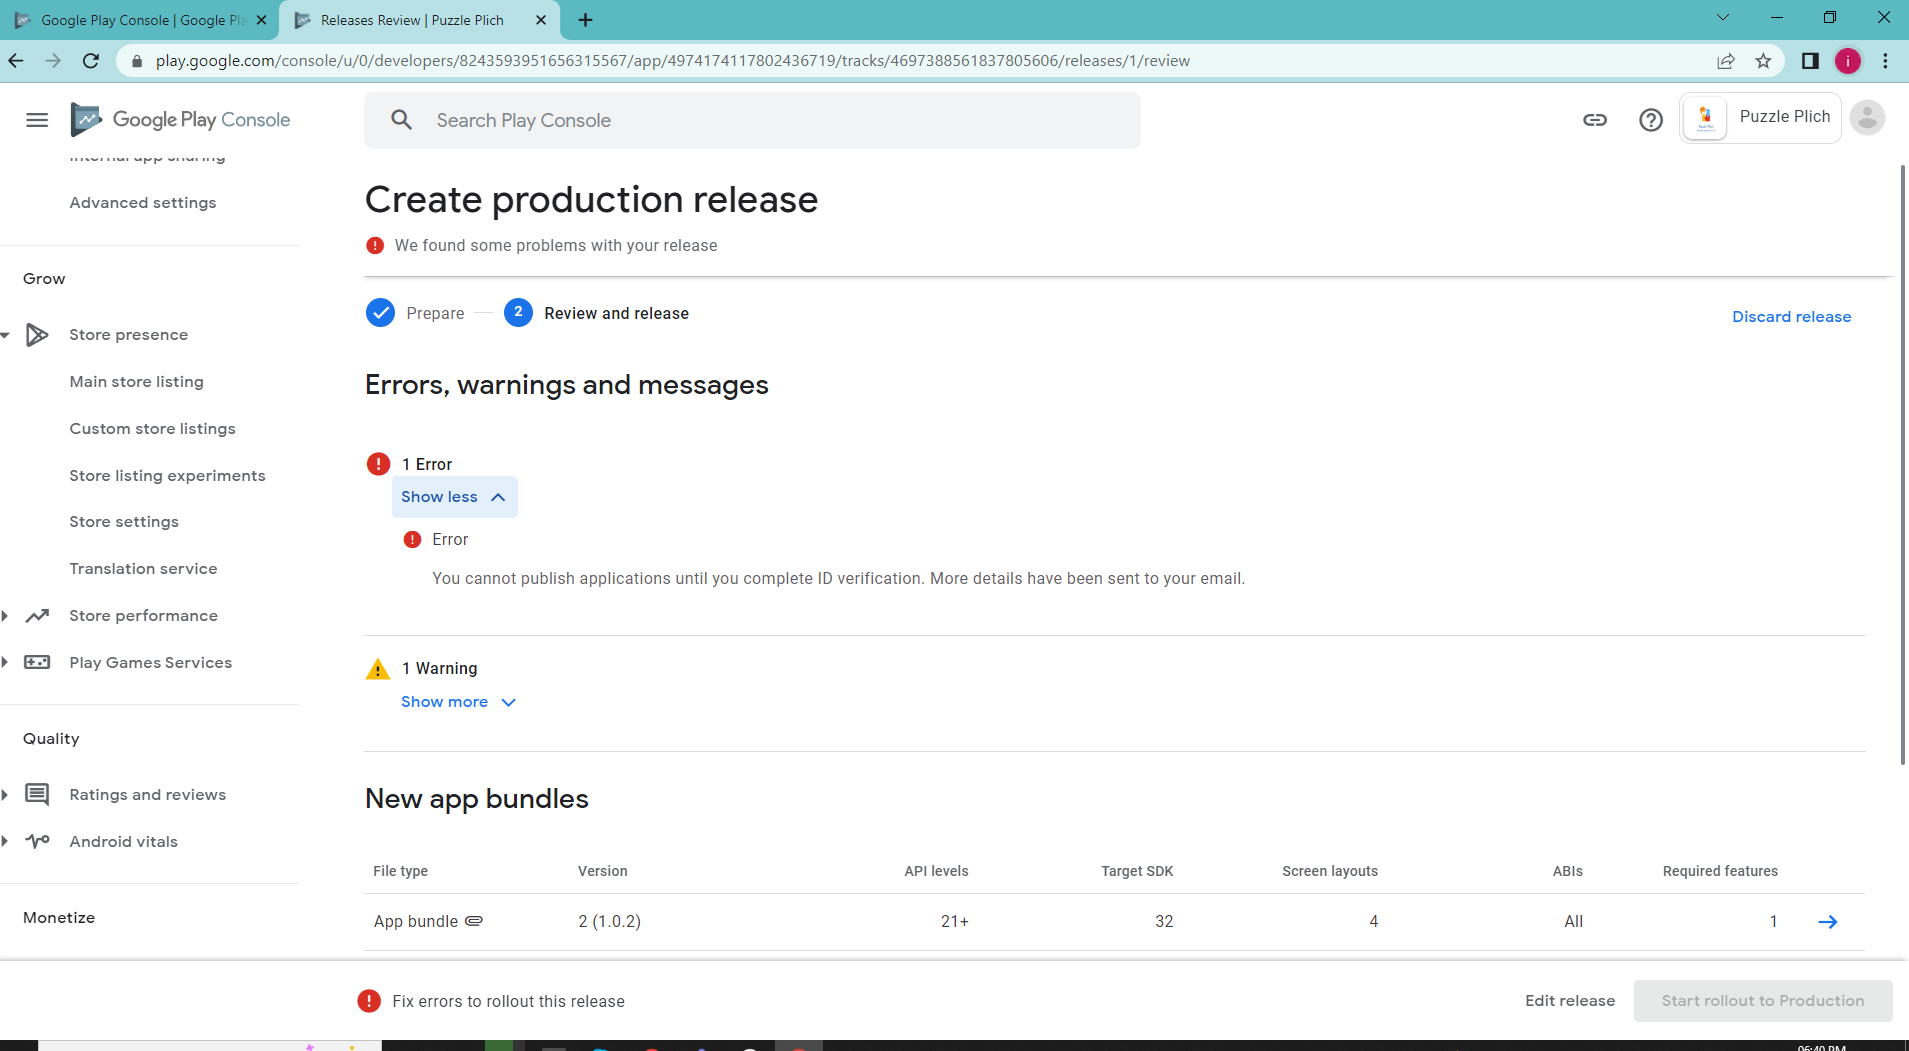 Google Play Console | Google Pla
Releases Review | Puzzle Plich
play.google.com/console/u/0/developers/8243593951656315567/app/4974174117802436719/tracks/4697388561837805606/releases/1/review
i
Google Play Console
Search Play Console
Puzzle Plich
Internal app sharing
Advanced settings
Grow
Store presence
Main store listing
Custom store listings
Store listing experiments
Store settings
Translation service
Store performance
Play Games Services
Quality
Ratings and reviews
Android vitals
Monetize
Create production release
We found some problems with your release
Prepare
2 Review and release
Discard release
Errors, warnings and messages
1 Error
Show less
Error
You cannot publish applications until you complete ID verification. More details have been sent to your email.
1 Warning
Show more
New app bundles
File type Version API levels Target SDK Screen layouts ABIs Required features
App bundle 2 (1.0.2) 21+ 32 4 All 1
Fix errors to rollout this release
Edit release
Start rollout to Production
06:40 PM